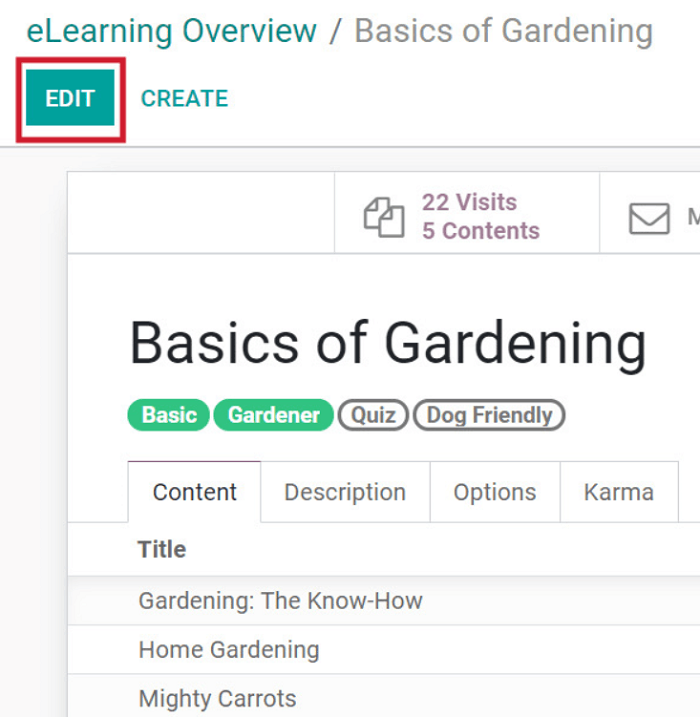 eLearning Overview / Basics of Gardening
EDIT CREATE
22 Visits
5 Contents
Basics of Gardening
Basic Gardener Quiz Dog Friendly
Content Description Options Karma
Title
Gardening: The Know-How
Home Gardening
Mighty Carrots